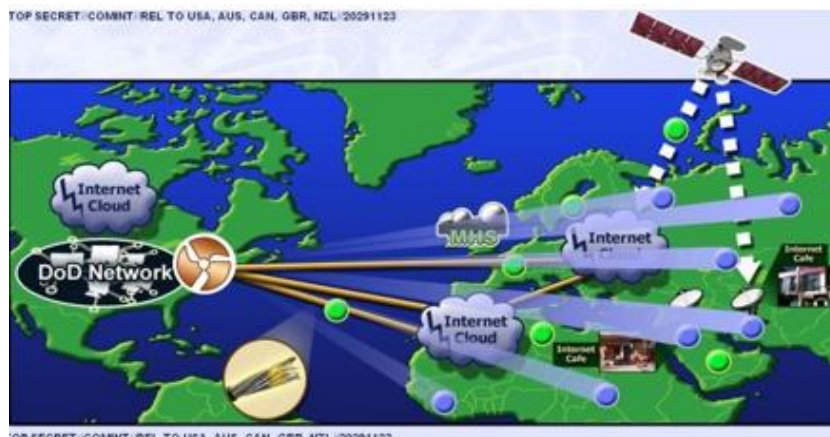 TOP SECRET//COMINT//REL TO USA, AUS, CAN, GBR, NZL//20291123
Internet
Cloud
MHS
Internet
Cloud
Internet
Cafe
DoD Network
Internet
Cloud
Internet
Cafe
TOP SECRET//COMINT//REL TO USA, AUS, CAN, GBR, NZL//20291123